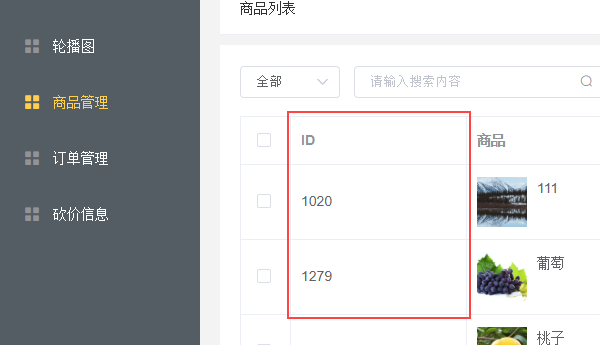 商品列表
轮播图
商品管理
订单管理
砍价信息
全部
请输入搜索内容
ID
商品
1020
111
1279
葡萄
桃子